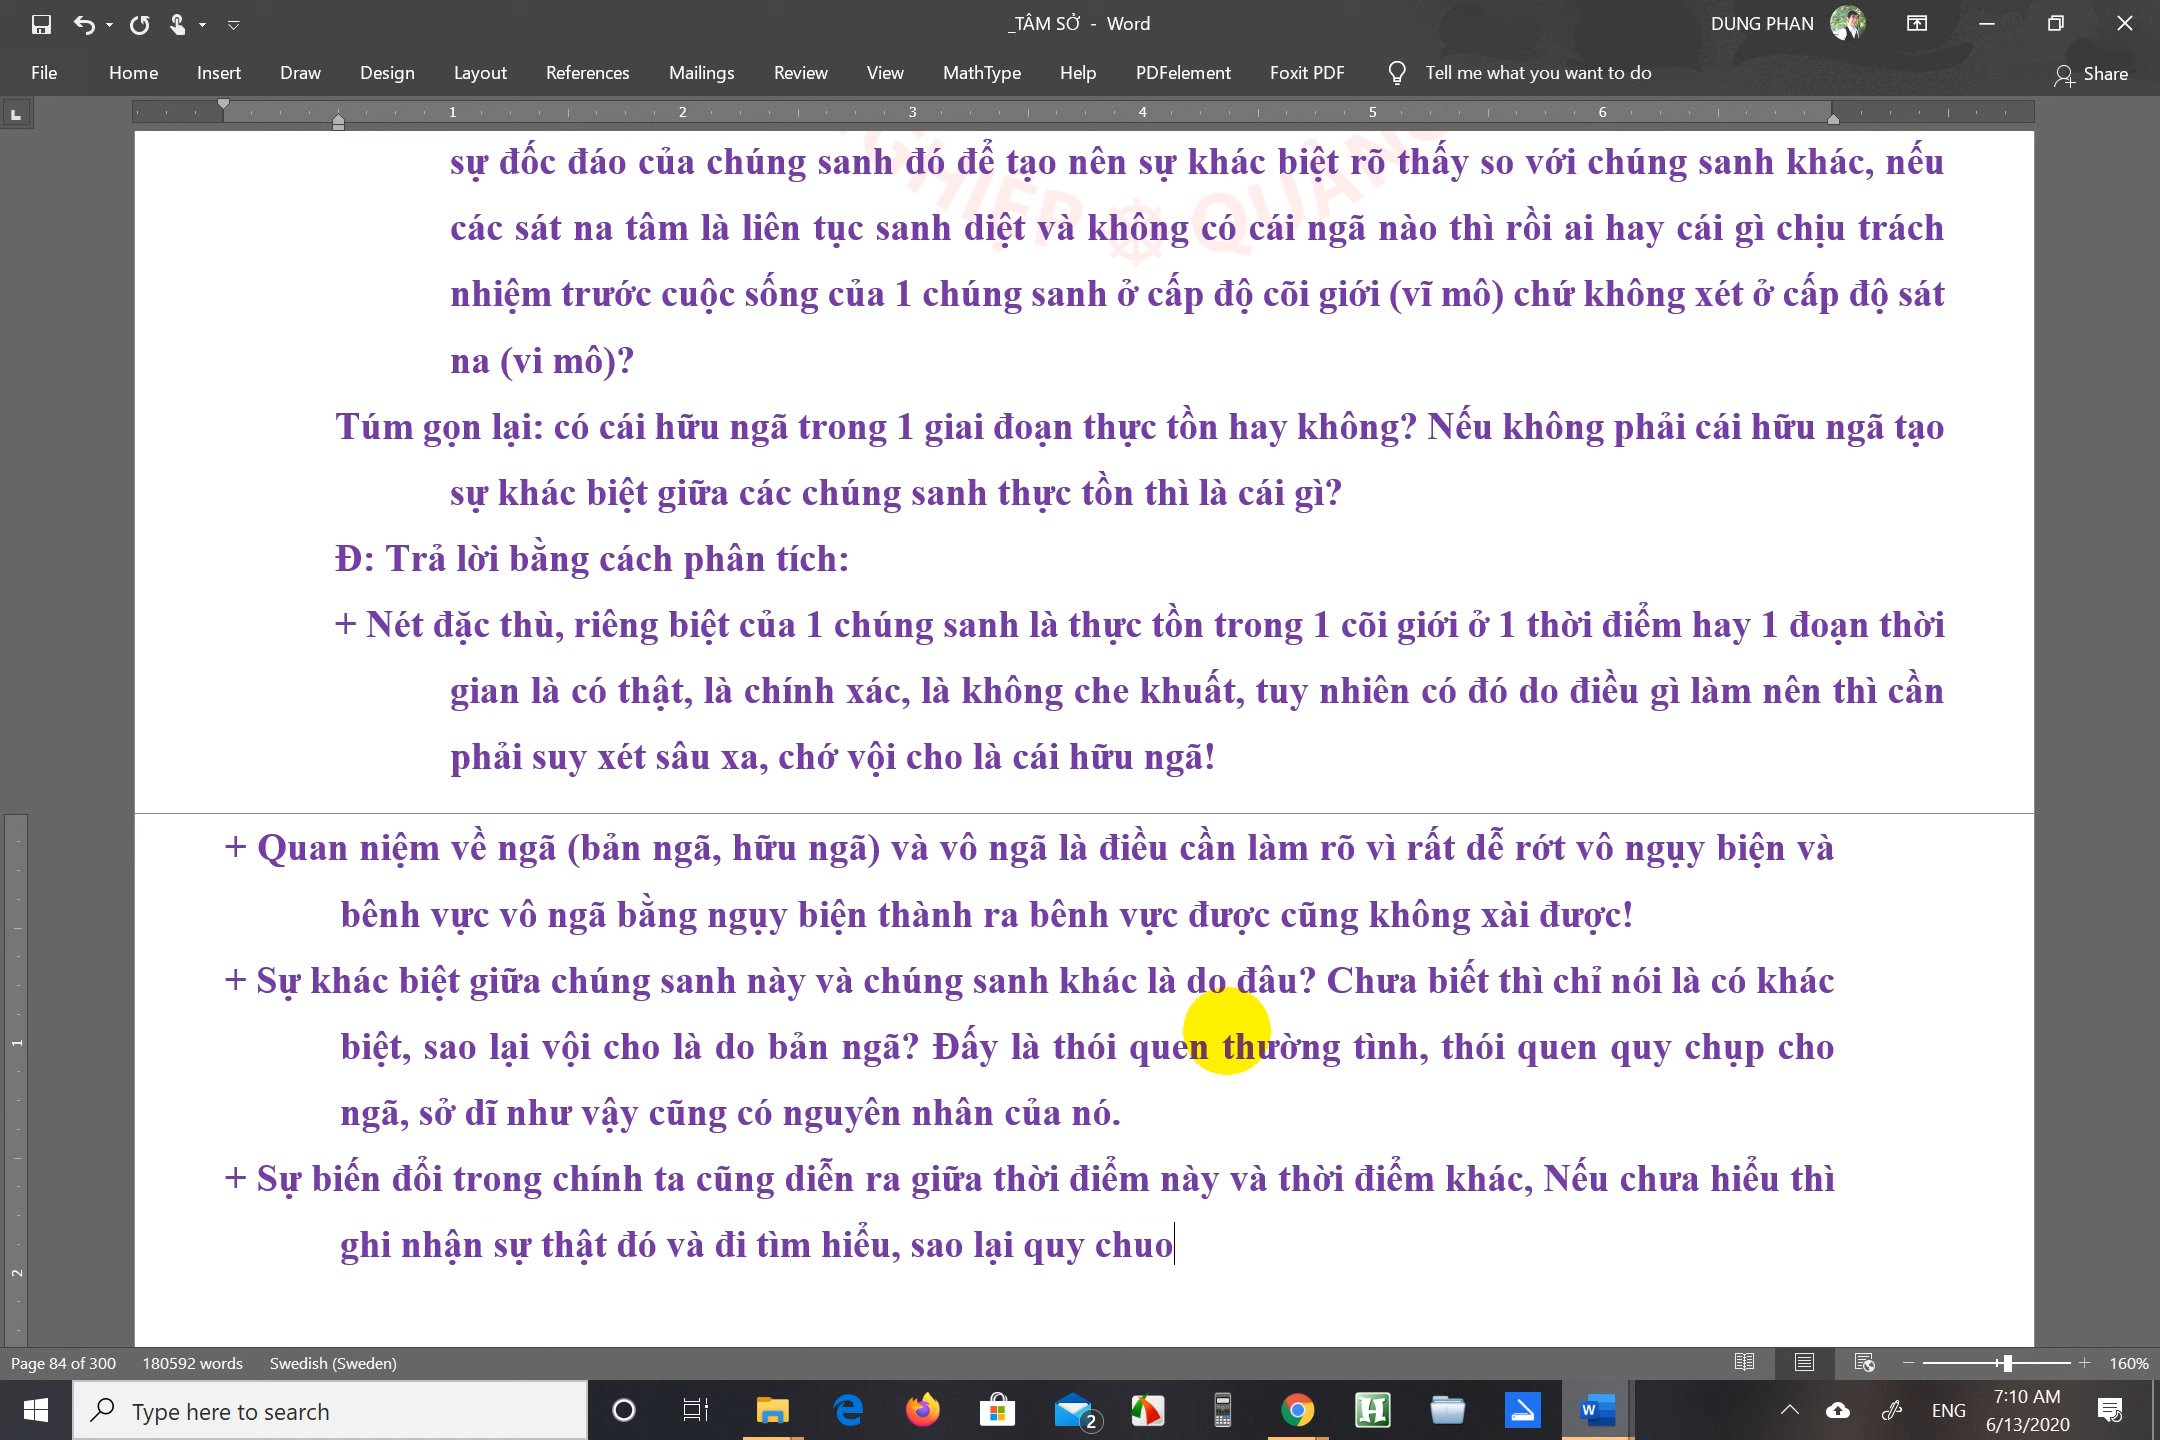 _TÂM SỞ - Word
DUNG PHAN
File Home Insert Draw Design Layout References Mailings Review View MathType Help PDFelement Foxit PDF Tell me what you want to do Share
1 2 3 4 5 6
NGHIỆP QUẢNG
sự đốc đáo của chúng sanh đó để tạo nên sự khác biệt rõ thấy so với chúng sanh khác, nếu
các sát na tâm là liên tục sanh diệt và không có cái ngã nào thì rồi ai hay cái gì chịu trách
nhiệm trước cuộc sống của 1 chúng sanh ở cấp độ cõi giới (vĩ mô) chứ không xét ở cấp độ sát
na (vi mô)?
Túm gọn lại: có cái hữu ngã trong 1 giai đoạn thực tồn hay không? Nếu không phải cái hữu ngã tạo
sự khác biệt giữa các chúng sanh thực tồn thì là cái gì?
Đ: Trả lời bằng cách phân tích:
+ Nét đặc thù, riêng biệt của 1 chúng sanh là thực tồn trong 1 cõi giới ở 1 thời điểm hay 1 đoạn thời
gian là có thật, là chính xác, là không che khuất, tuy nhiên có đó do điều gì làm nên thì cần
phải suy xét sâu xa, chớ vội cho là cái hữu ngã!
+ Quan niệm về ngã (bản ngã, hữu ngã) và vô ngã là điều cần làm rõ vì rất dễ rớt vô ngụy biện và
bênh vực vô ngã bằng ngụy biện thành ra bênh vực được cũng không xài được!
+ Sự khác biệt giữa chúng sanh này và chúng sanh khác là do đâu? Chưa biết thì chỉ nói là có khác
biệt, sao lại vội cho là do bản ngã? Đấy là thói quen thường tình, thói quen quy chụp cho
ngã, sở dĩ như vậy cũng có nguyên nhân của nó.
+ Sự biến đổi trong chính ta cũng diễn ra giữa thời điểm này và thời điểm khác, Nếu chưa hiểu thì
ghi nhận sự thật đó và đi tìm hiểu, sao lại quy chuo
1
2
Page 84 of 300 180592 words Swedish (Sweden) 160%
Type here to search
2
ENG
7:10 AM
6/13/2020